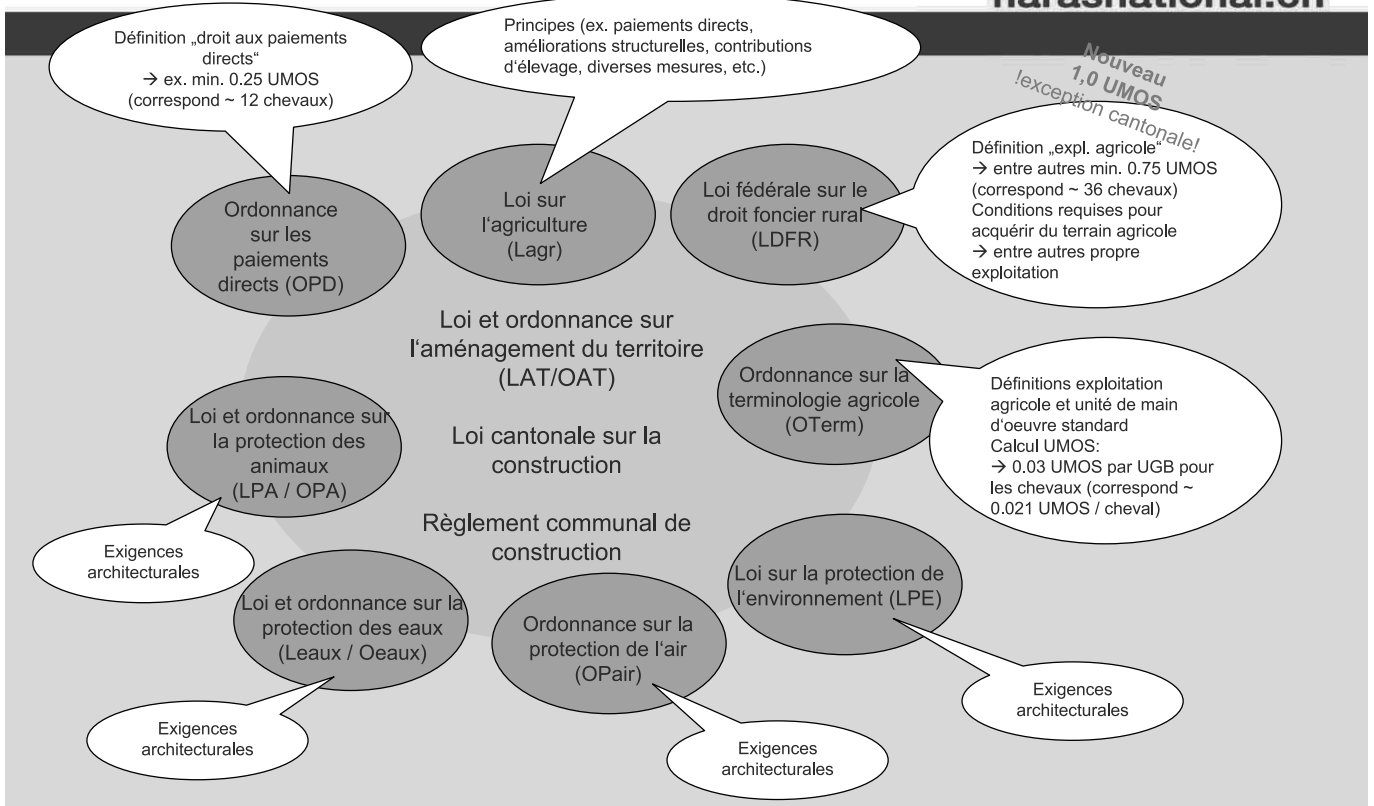 harasnational.ch
Définition „droit aux paiements
directs“
→ ex. min. 0.25 UMOS
(correspond ~ 12 chevaux)
Principes (ex. paiements directs,
améliorations structurelles, contributions
d‘élevage, diverses mesures, etc.)
Nouveau
1,0 UMOS
!exception cantonale!
Définition „expl. agricole“
→ entre autres min. 0.75 UMOS
(correspond ~ 36 chevaux)
Conditions requises pour
acquérir du terrain agricole
→ entre autres propre
exploitation
Ordonnance
sur les
paiements
directs (OPD)
Loi sur
l‘agriculture
(Lagr)
Loi fédérale sur le
droit foncier rural
(LDFR)
Loi et ordonnance sur
l‘aménagement du territoire
(LAT/OAT)
Loi cantonale sur la
construction
Règlement communal de
construction
Ordonnance sur la
terminologie agricole
(OTerm)
Définitions exploitation
agricole et unité de main
d‘oeuvre standard
Calcul UMOS:
→ 0.03 UMOS par UGB pour
les chevaux (correspond ~
0.021 UMOS / cheval)
Loi et ordonnance sur
la protection des
animaux
(LPA / OPA)
Exigences
architecturales
Loi et ordonnance sur la
protection des eaux
(Leaux / Oeaux)
Exigences
architecturales
Ordonnance sur la
protection de l‘air
(OPair)
Exigences
architecturales
Loi sur la protection de
l‘environnement (LPE)
Exigences
architecturales